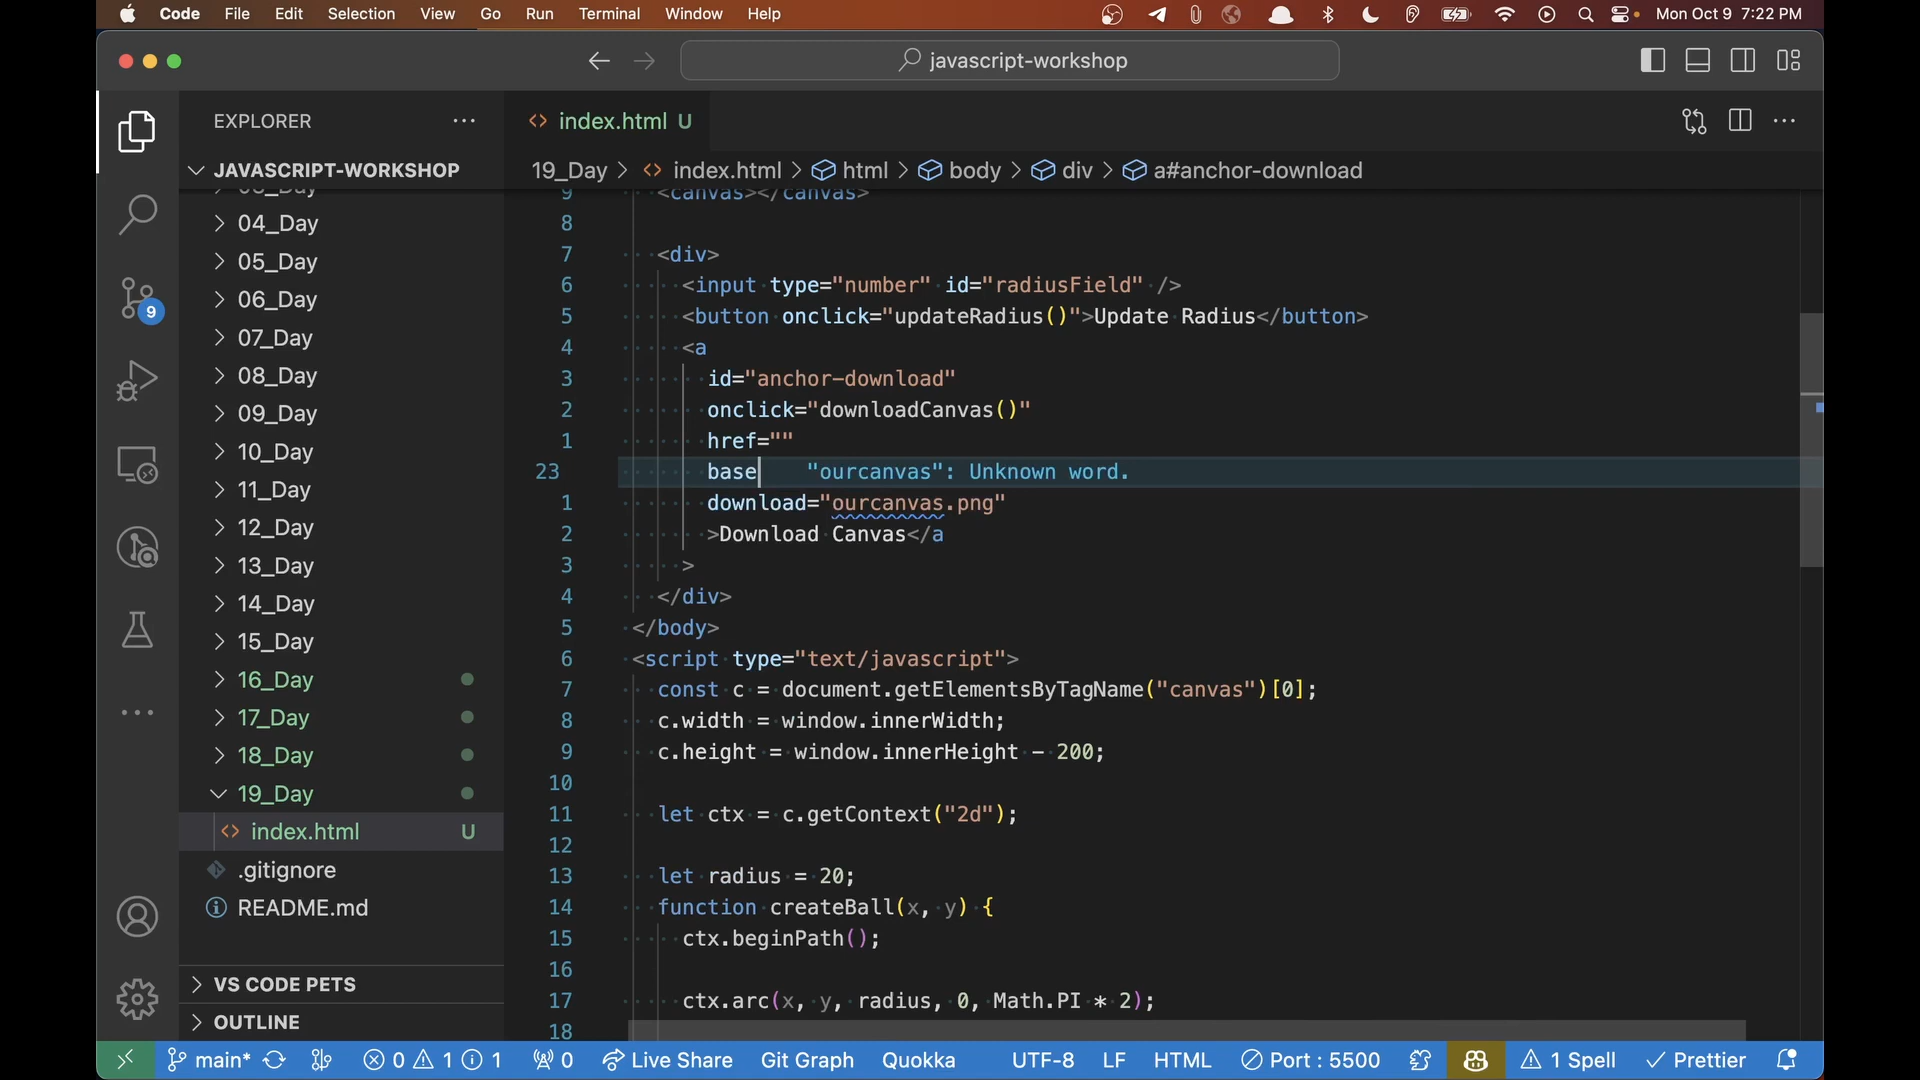 Code File Edit Selection View Go Run Terminal Window Help Mon Oct 9 7:22 PM
javascript-workshop
EXPLORER
index.html U
JAVASCRIPT-WORKSHOP
19_Day > index.html > html > body > div > a#anchor-download
03_Day
04_Day
05_Day
06_Day
07_Day
08_Day
09_Day
10_Day
11_Day
12_Day
13_Day
14_Day
15_Day
16_Day
17_Day
18_Day
19_Day
index.html U
.gitignore
README.md
VS CODE PETS
OUTLINE
9
9 <canvas></canvas>
8
7 <div>
6 <input type="number" id="radiusField" />
5 <button onclick="updateRadius()">Update Radius</button>
4 <a
3 id="anchor-download"
2 onclick="downloadCanvas()"
1 href=""
23 base "ourcanvas": Unknown word.
1 download="ourcanvas.png"
2 >Download Canvas</a
3 >
4 </div>
5 </body>
6 <script type="text/javascript">
7 const c = document.getElementsByTagName("canvas")[0];
8 c.width = window.innerWidth;
9 c.height = window.innerHeight - 200;
10
11 let ctx = c.getContext("2d");
12
13 let radius = 20;
14 function createBall(x, y) {
15 ctx.beginPath();
16
17 ctx.arc(x, y, radius, 0, Math.PI * 2);
18
main* 0 1 1 0 Live Share Git Graph Quokka UTF-8 LF HTML Port : 5500 1 Spell Prettier